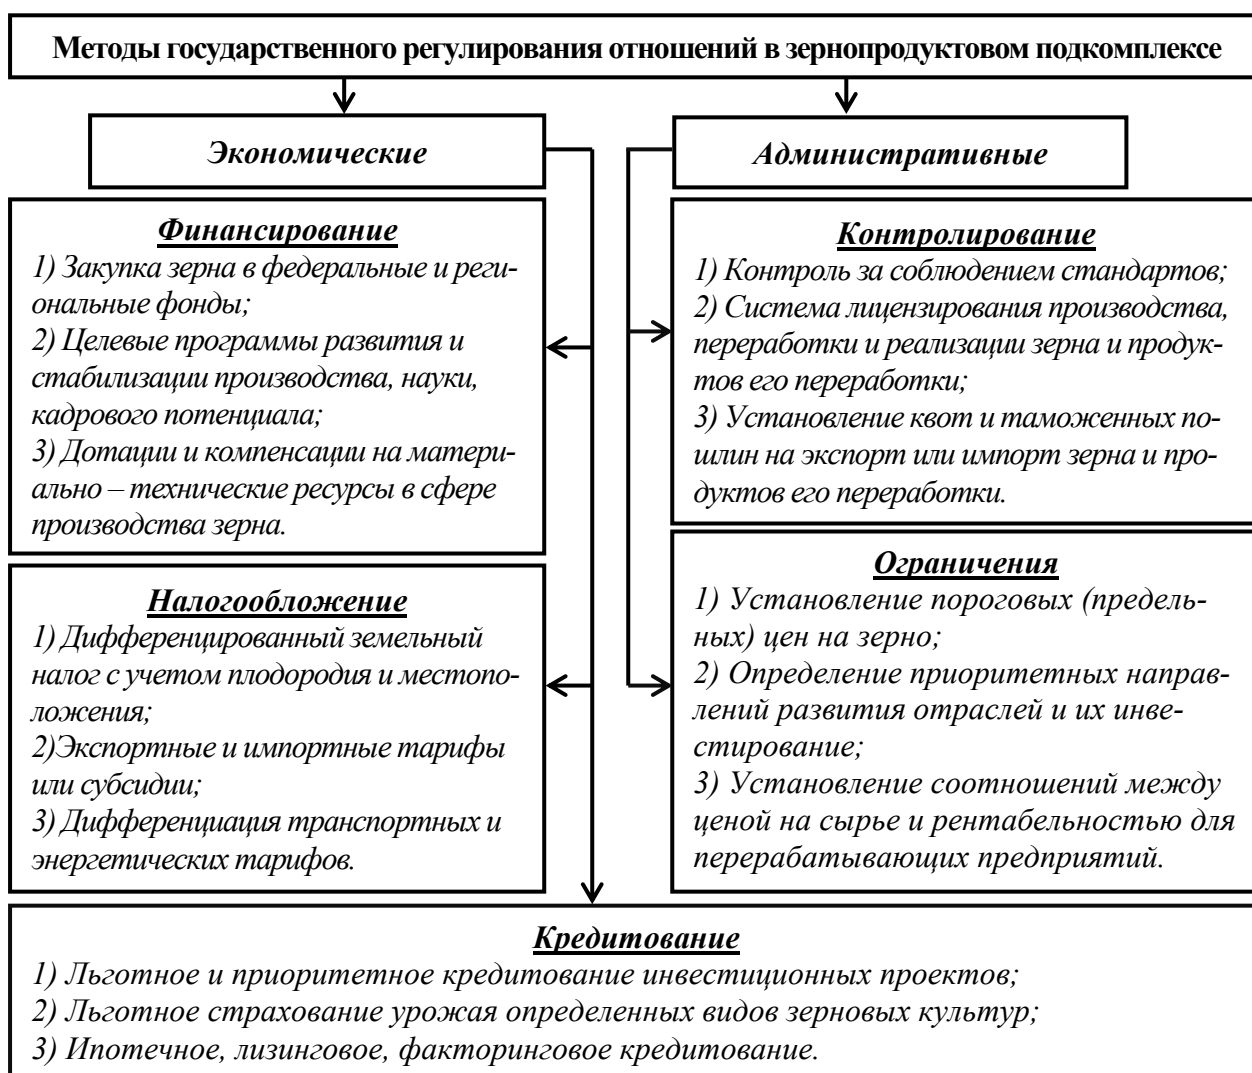 Методы государственного регулирования отношений в зернопродуктовом подкомплексе
Экономические
Административные
Финансирование
1) Закупка зерна в федеральные и реги-
ональные фонды;
2) Целевые программы развития и
стабилизации производства, науки,
кадрового потенциала;
3) Дотации и компенсации на матери-
ально – технические ресурсы в сфере
производства зерна.
Контролирование
1) Контроль за соблюдением стандартов;
2) Система лицензирования производства,
переработки и реализации зерна и продук-
тов его переработки;
3) Установление квот и таможенных по-
шлин на экспорт или импорт зерна и про-
дуктов его переработки.
Налогообложение
1) Дифференцированный земельный
налог с учетом плодородия и местопо-
ложения;
2)Экспортные и импортные тарифы
или субсидии;
3) Дифференциация транспортных и
энергетических тарифов.
Ограничения
1) Установление пороговых (предель-
ных) цен на зерно;
2) Определение приоритетных направ-
лений развития отраслей и их инве-
стирование;
3) Установление соотношений между
ценой на сырье и рентабельностью для
перерабатывающих предприятий.
Кредитование
1) Льготное и приоритетное кредитование инвестиционных проектов;
2) Льготное страхование урожая определенных видов зерновых культур;
3) Ипотечное, лизинговое, факторинговое кредитование.